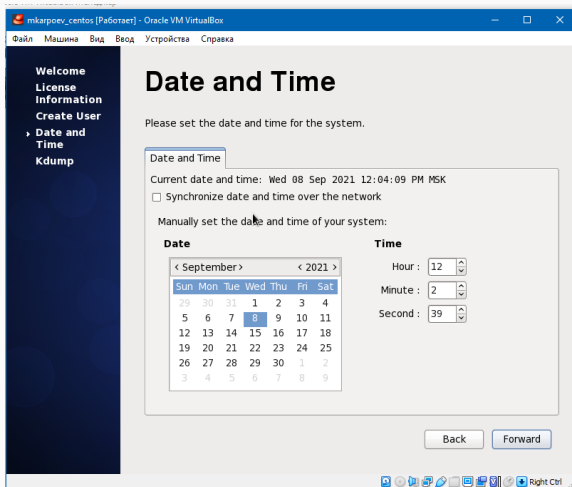 mkarpoev_centos [Работает] - Oracle VM VirtualBox
Файл Машина Вид Ввод Устройства Справка
Welcome
License
Information
Create User
Date and
Time
Kdump
Date and Time
Please set the date and time for the system.
Date and Time
Current date and time: Wed 08 Sep 2021 12:04:09 PM MSK
Synchronize date and time over the network
Manually set the date and time of your system:
Date
< September > < 2021 >
Sun Mon Tue Wed Thu Fri Sat
29 30 31 1 2 3 4
5 6 7 8 9 10 11
12 13 14 15 16 17 18
19 20 21 22 23 24 25
26 27 28 29 30 1 2
3 4 5 6 7 8 9
Time
Hour : 12
Minute : 2
Second : 39
Back Forward
Right Ctrl